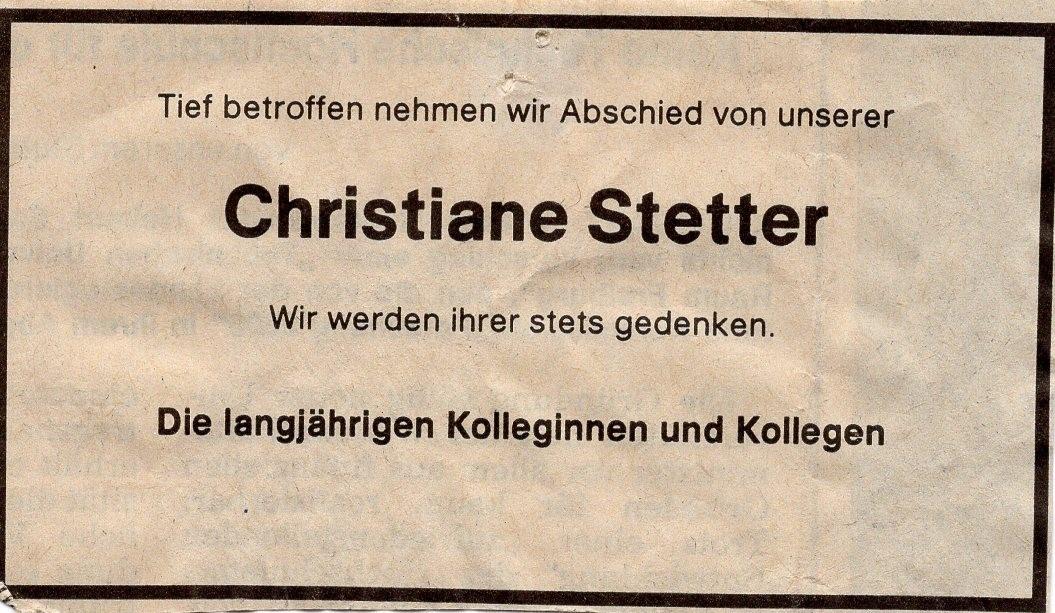 Tief betroffen nehmen wir Abschied von unserer
Christiane Stetter
Wir werden ihrer stets gedenken.
Die langjährigen Kolleginnen und Kollegen